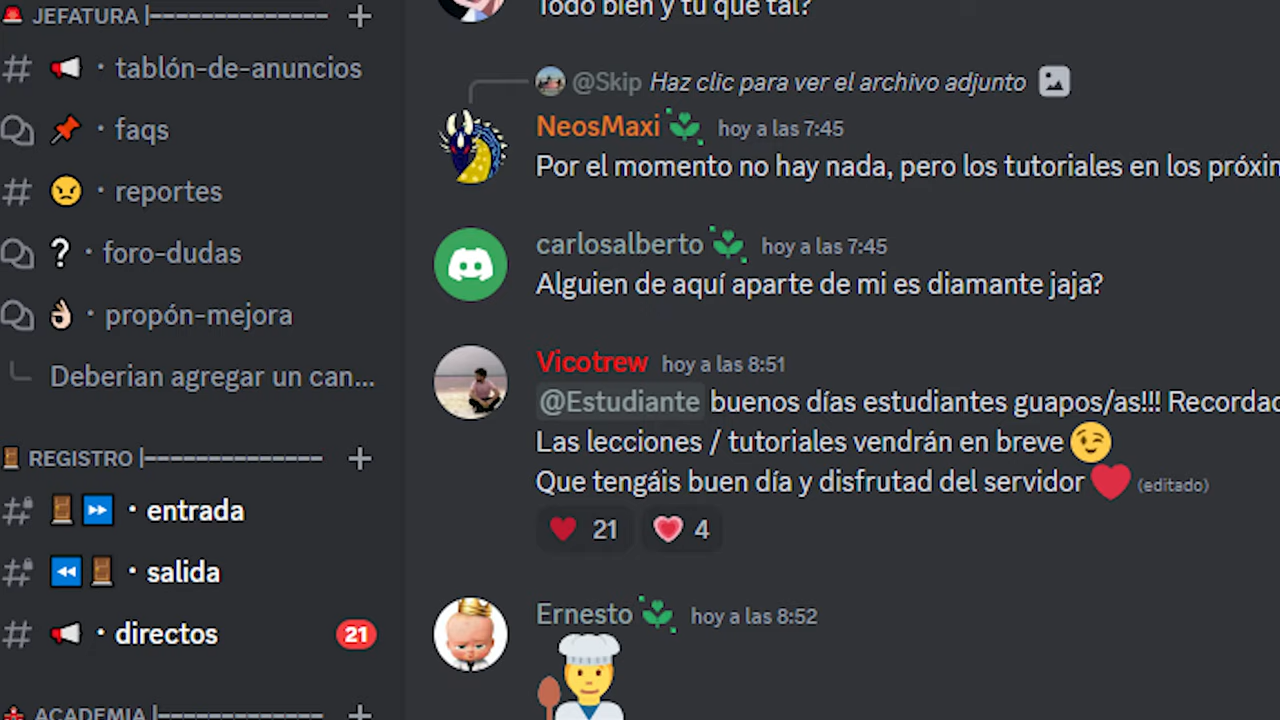 JEFATURA |--------------
tablón-de-anuncios
faqs
reportes
foro-dudas
propón-mejora
Deberian agregar un can...
REGISTRO |--------------
entrada
salida
directos
21
ACADEMIA |--------------
Todo bien y tu que tal?
@Skip Haz clic para ver el archivo adjunto
NeosMaxi hoy a las 7:45
Por el momento no hay nada, pero los tutoriales en los
carlosalberto hoy a las 7:45
Alguien de aquí aparte de mi es diamante jaja?
Vicotrew hoy a las 8:51
@Estudiante buenos días estudiantes guapos/as!!!
Las lecciones / tutoriales vendrán en breve 😉
Que tengáis buen día y disfrutad del servidor ❤️ (editado)
21 4
Ernesto hoy a las 8:52